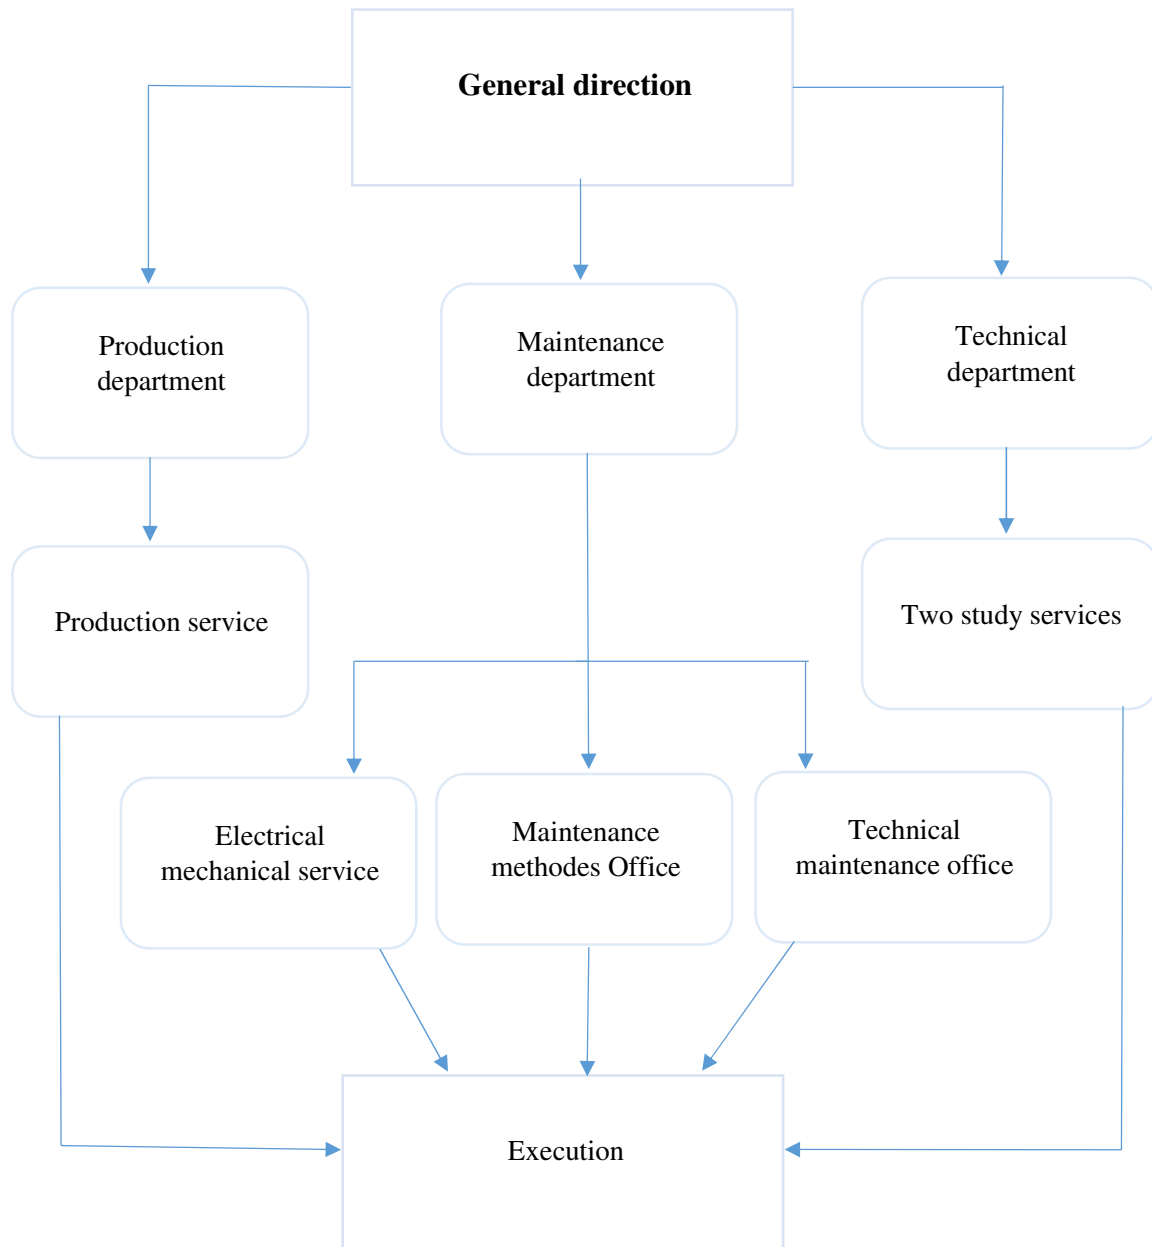 General direction
Production
department
Maintenance
department
Technical
department
Production service
Two study services
Electrical
mechanical service
Maintenance
methodes Office
Technical
maintenance office
Execution